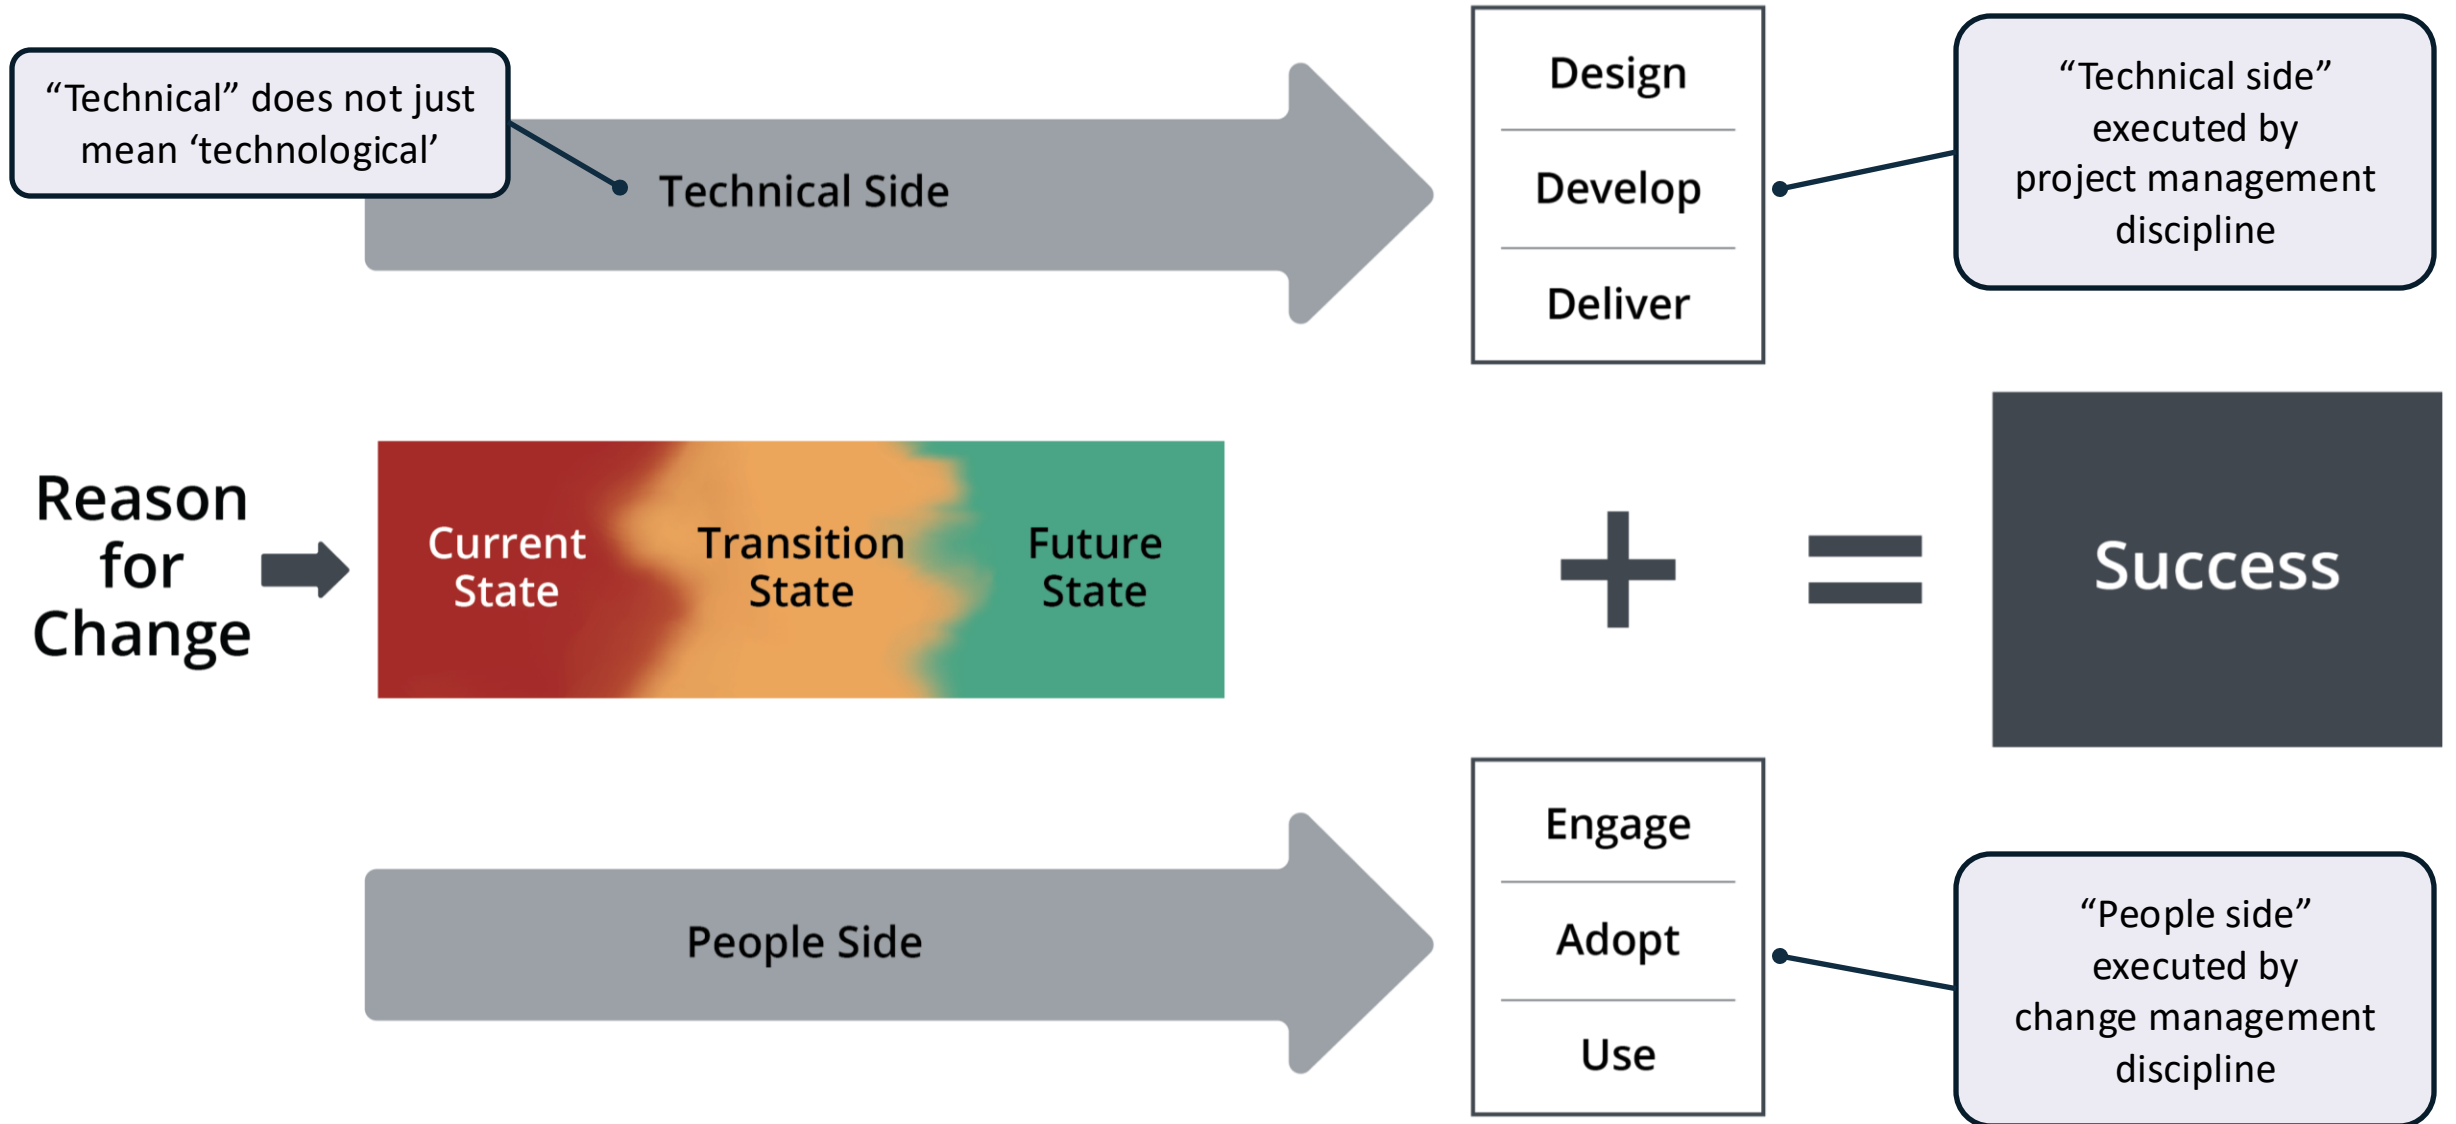 “Technical” does not just
mean ‘technological’
Technical Side
Design
Develop
Deliver
“Technical side”
executed by
project management
discipline
Reason
for
Change
Current
State
Transition
State
Future
State
+
=
Success
People Side
Engage
Adopt
Use
“People side”
executed by
change management
discipline